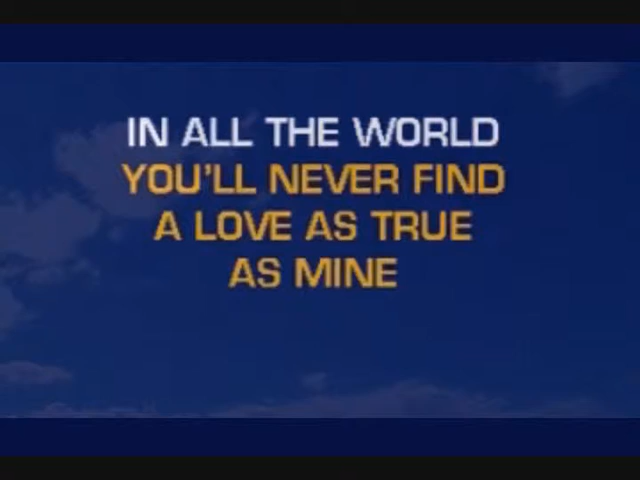 IN ALL THE WORLD
YOU'LL NEVER FIND
A LOVE AS TRUE
AS MINE